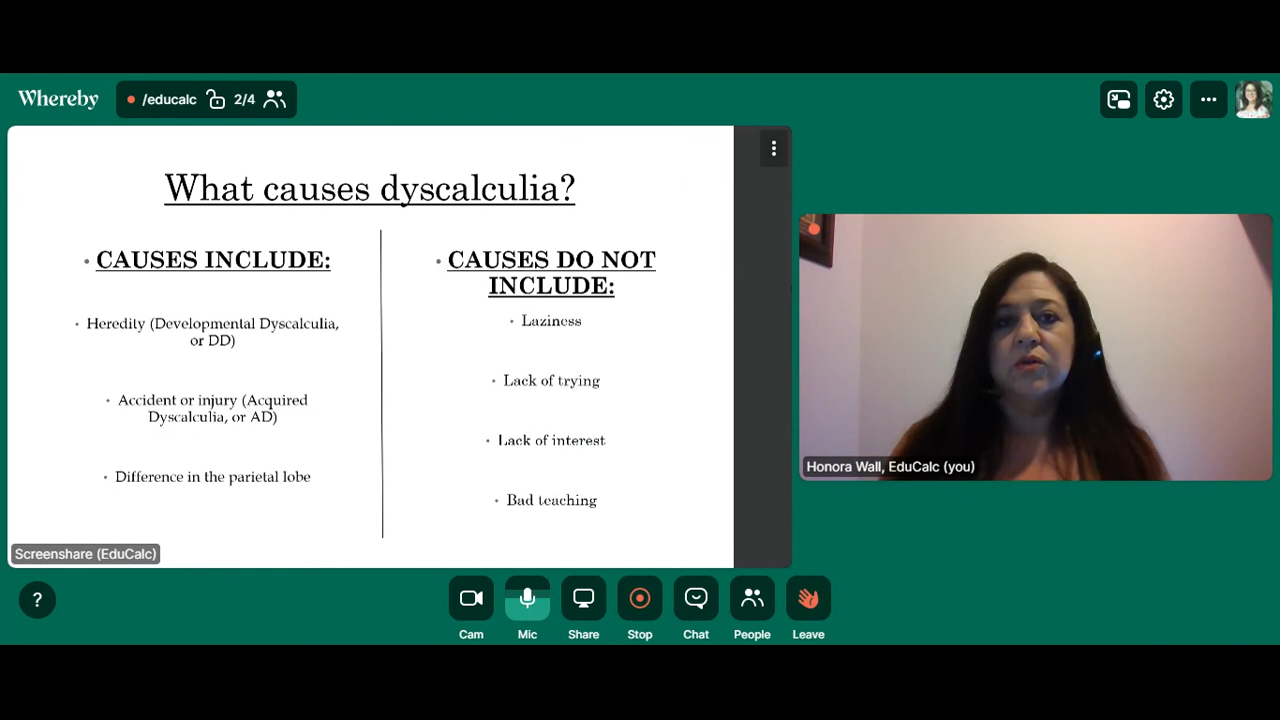 Whereby
/educalc 2/4
What causes dyscalculia?
• CAUSES INCLUDE:
• Heredity (Developmental Dyscalculia,
or DD)
• Accident or injury (Acquired
Dyscalculia, or AD)
• Difference in the parietal lobe
• CAUSES DO NOT
INCLUDE:
• Laziness
• Lack of trying
• Lack of interest
• Bad teaching
Screenshare (EduCalc)
Honora Wall, EduCalc (you)
?
Cam Mic Share Stop Chat People Leave